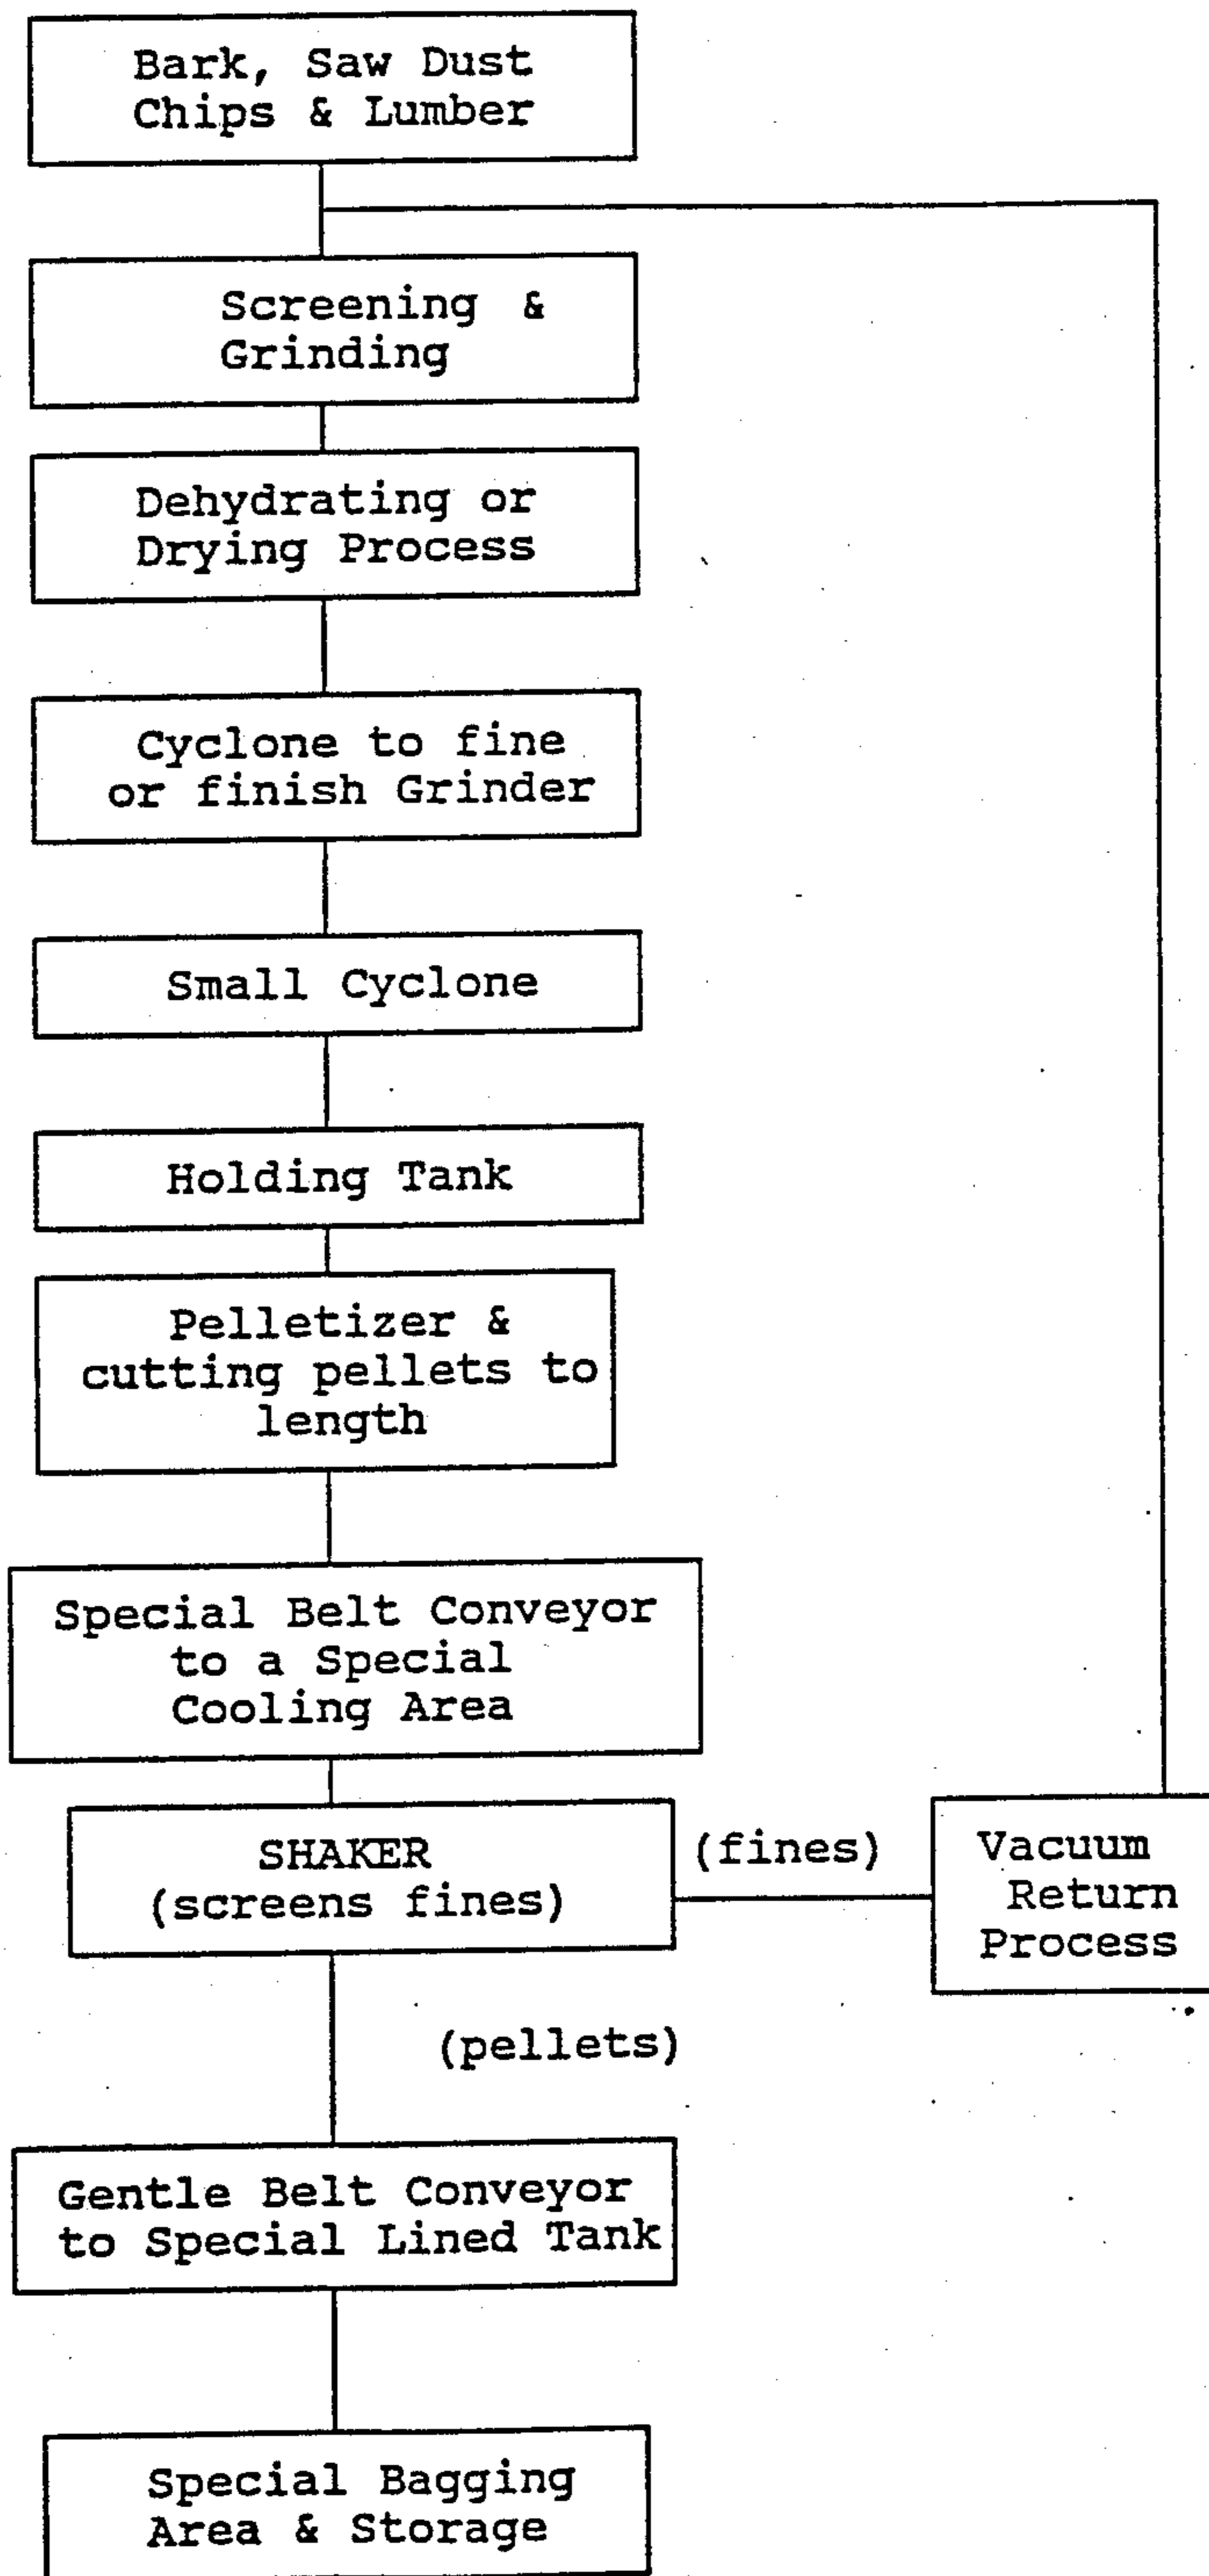 Bark, Saw Dust
Chips & Lumber
Screening &
Grinding
Dehydrating or
Drying Process
Cyclone to fine
or finish Grinder
Small Cyclone
Holding Tank
Pelletizer &
cutting pellets to
length
Special Belt Conveyor
to a Special
Cooling Area
SHAKER
(screens fines)
(fines)
Vacuum
Return
Process
(pellets)
Gentle Belt Conveyor
to Special Lined Tank
Special Bagging
Area & Storage